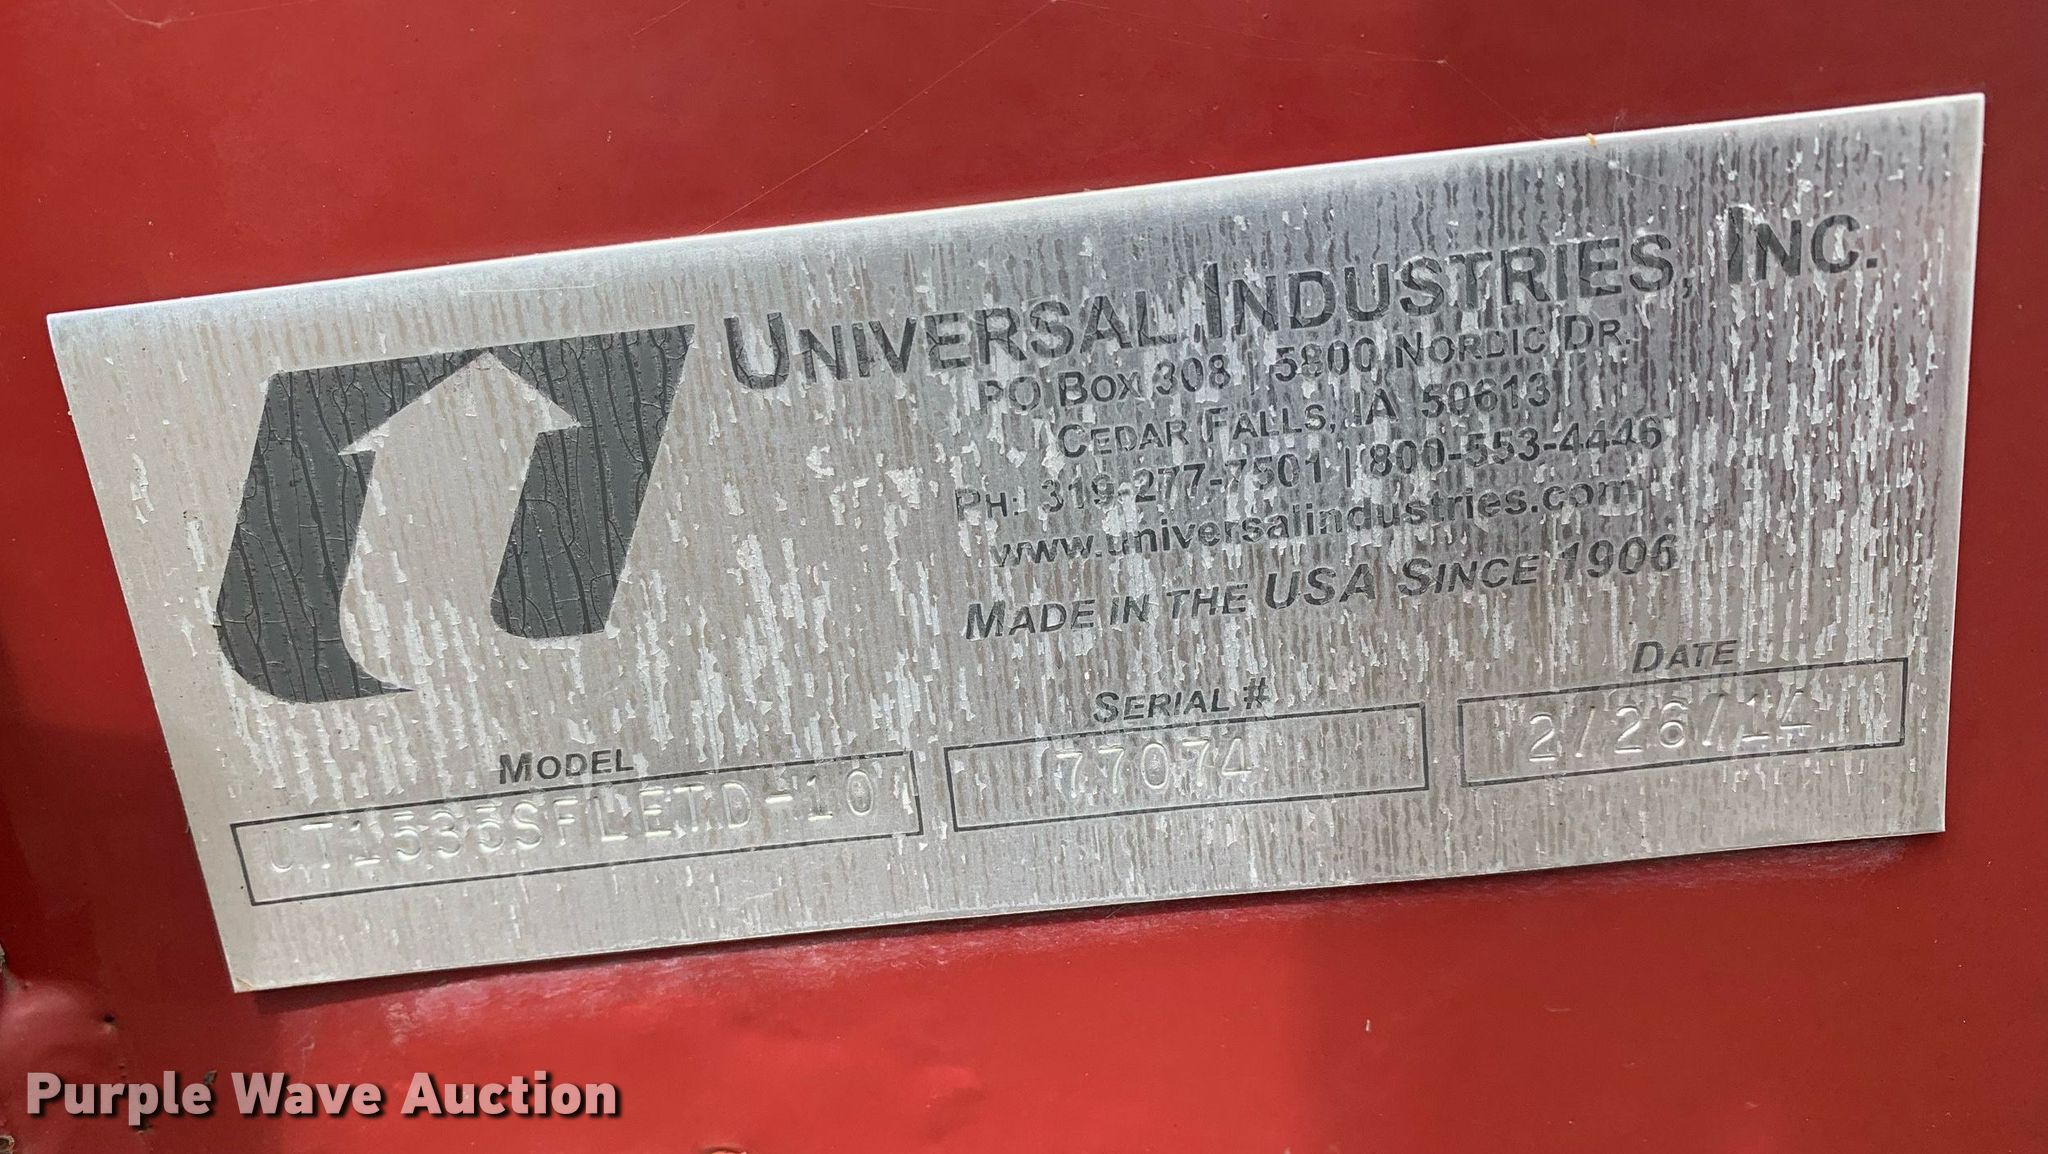 UNIVERSAL INDUSTRIES, INC.
PO BOX 308 | 5800 NORDIC DR.
CEDAR FALLS, IA 50613
PH: 319-277-7501 | 800-553-4446
www.universalindustries.com
MADE IN THE USA SINCE 1906
MODEL SERIAL # DATE
UT1535SFLETD-10' 77074 2/26/14
Purple Wave Auction